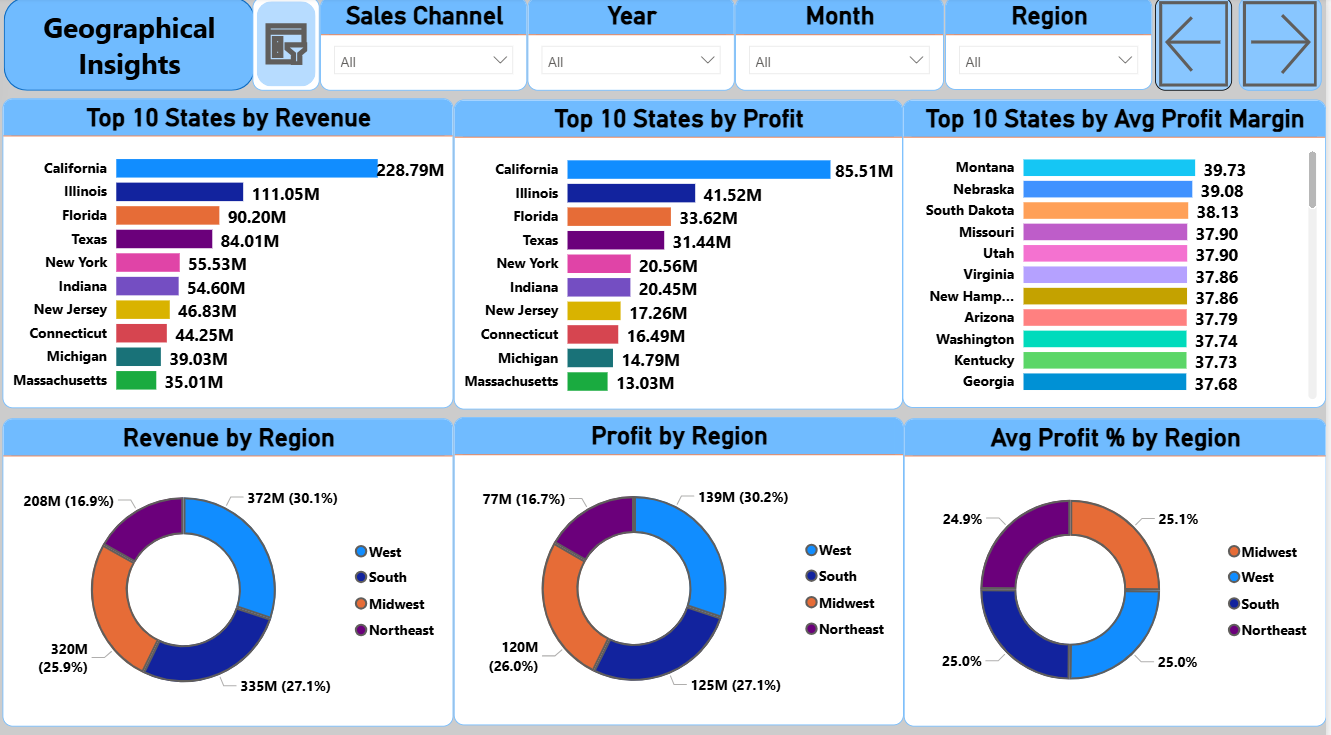 Geographical
Insights
Sales Channel
All
Year
All
Month
All
Region
All
Top 10 States by Revenue
California 228.79M
Illinois 111.05M
Florida 90.20M
Texas 84.01M
New York 55.53M
Indiana 54.60M
New Jersey 46.83M
Connecticut 44.25M
Michigan 39.03M
Massachusetts 35.01M
Top 10 States by Profit
California 85.51M
Illinois 41.52M
Florida 33.62M
Texas 31.44M
New York 20.56M
Indiana 20.45M
New Jersey 17.26M
Connecticut 16.49M
Michigan 14.79M
Massachusetts 13.03M
Top 10 States by Avg Profit Margin
Montana 39.73
Nebraska 39.08
South Dakota 38.13
Missouri 37.90
Utah 37.90
Virginia 37.86
New Hamp... 37.86
Arizona 37.79
Washington 37.74
Kentucky 37.73
Georgia 37.68
Revenue by Region
208M (16.9%)
372M (30.1%)
320M
(25.9%)
335M (27.1%)
West
South
Midwest
Northeast
Profit by Region
77M (16.7%)
139M (30.2%)
120M
(26.0%)
125M (27.1%)
West
South
Midwest
Northeast
Avg Profit % by Region
24.9%
25.1%
25.0%
25.0%
Midwest
West
South
Northeast